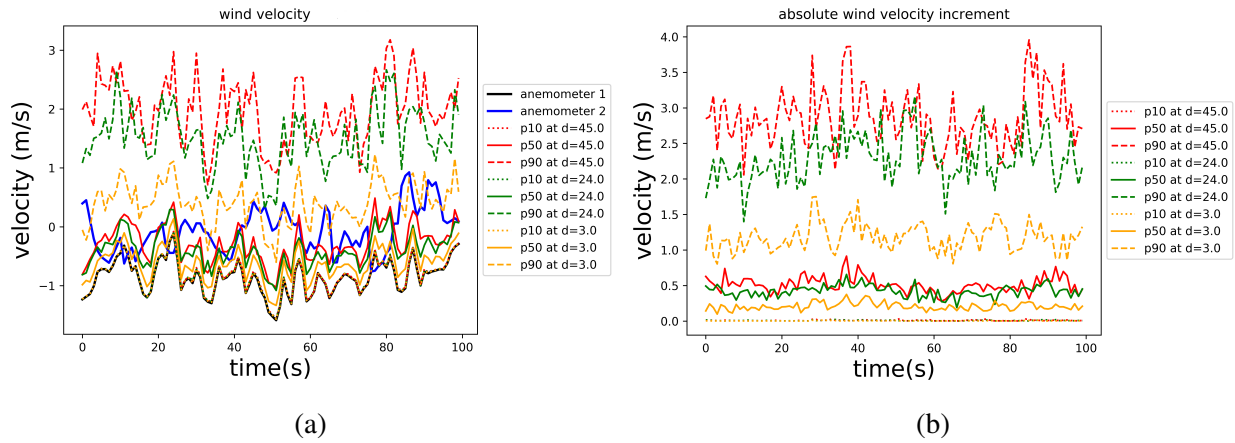 wind velocity
velocity (m/s)
3
2
1
0
−1
0
20
40
60
80
100
time(s)
anemometer 1
anemometer 2
p10 at d=45.0
p50 at d=45.0
p90 at d=45.0
p10 at d=24.0
p50 at d=24.0
p90 at d=24.0
p10 at d=3.0
p50 at d=3.0
p90 at d=3.0
(a)
absolute wind velocity increment
velocity (m/s)
4.0
3.5
3.0
2.5
2.0
1.5
1.0
0.5
0.0
0
20
40
60
80
100
time(s)
p10 at d=45.0
p50 at d=45.0
p90 at d=45.0
p10 at d=24.0
p50 at d=24.0
p90 at d=24.0
p10 at d=3.0
p50 at d=3.0
p90 at d=3.0
(b)